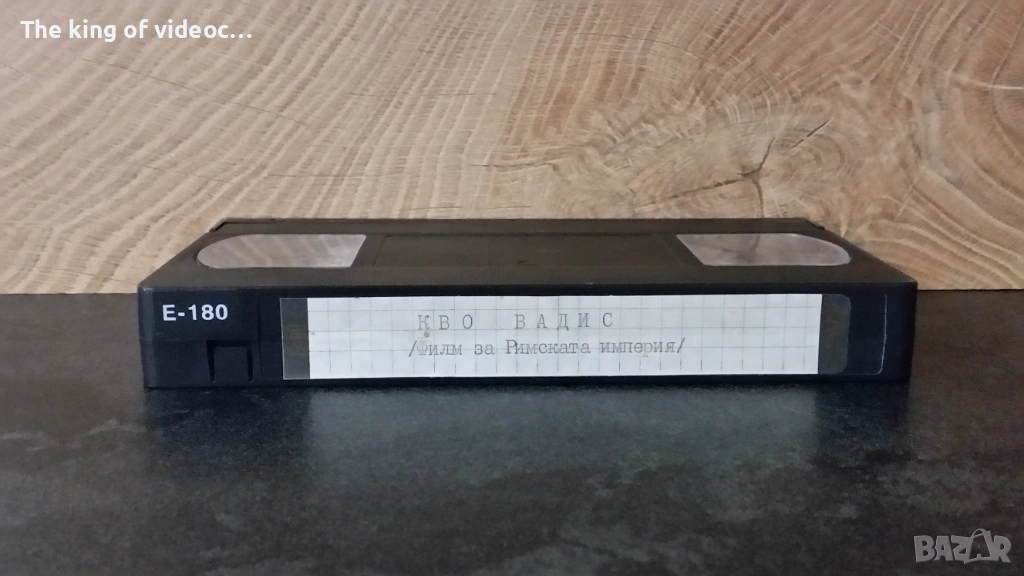 The king of videoc...
E-180
КВО ВАДИС
/Филм за Римската империя/
BAZAR